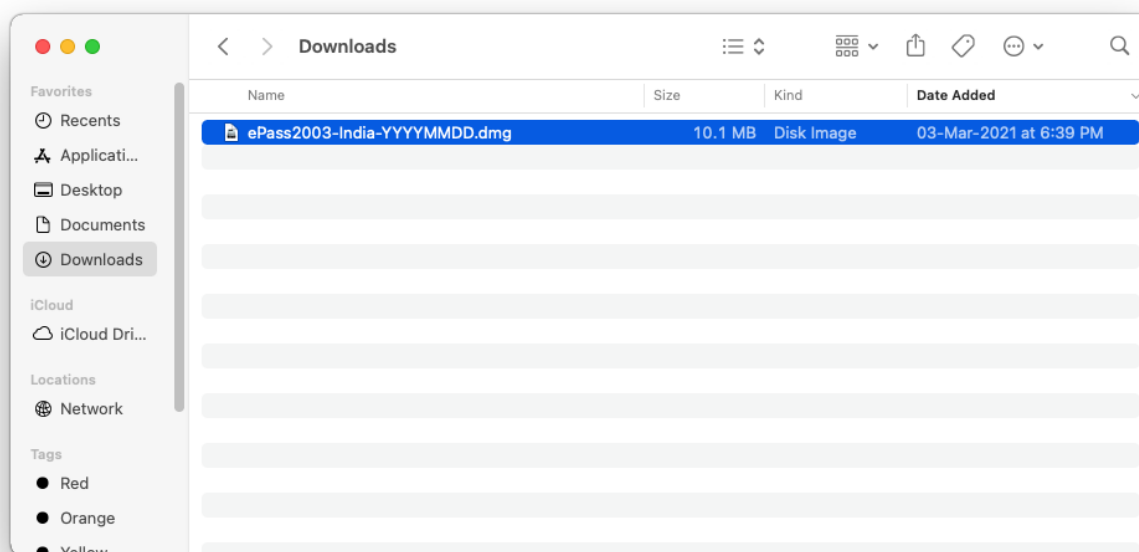 Downloads
Favorites
Recents
Applicati...
Desktop
Documents
Downloads
iCloud
iCloud Dri...
Locations
Network
Tags
Red
Orange
Name Size Kind Date Added
ePass2003-India-YYYYMMDD.dmg 10.1 MB Disk Image 03-Mar-2021 at 6:39 PM